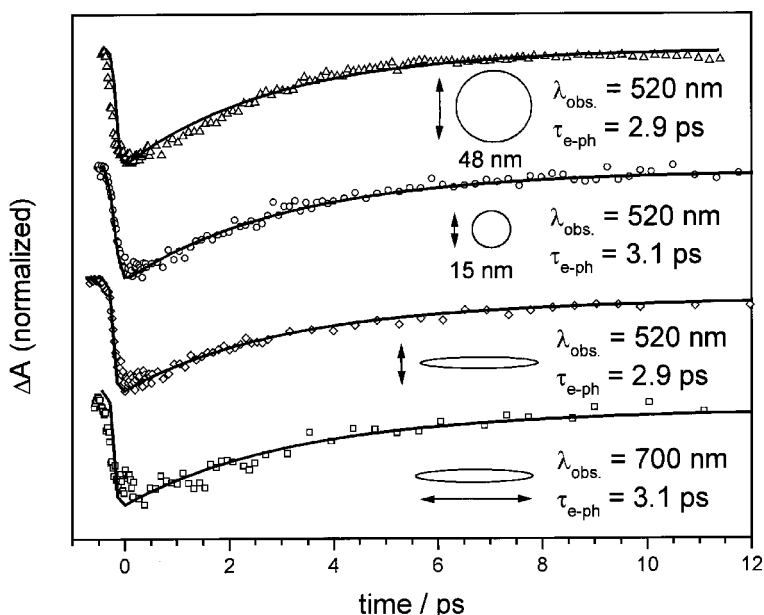 λobs. = 520 nm
τe-ph = 2.9 ps
48 nm
λobs. = 520 nm
τe-ph = 3.1 ps
15 nm
λobs. = 520 nm
τe-ph = 2.9 ps
λobs. = 700 nm
τe-ph = 3.1 ps
ΔA (normalized)
0 2 4 6 8 10 12
time / ps